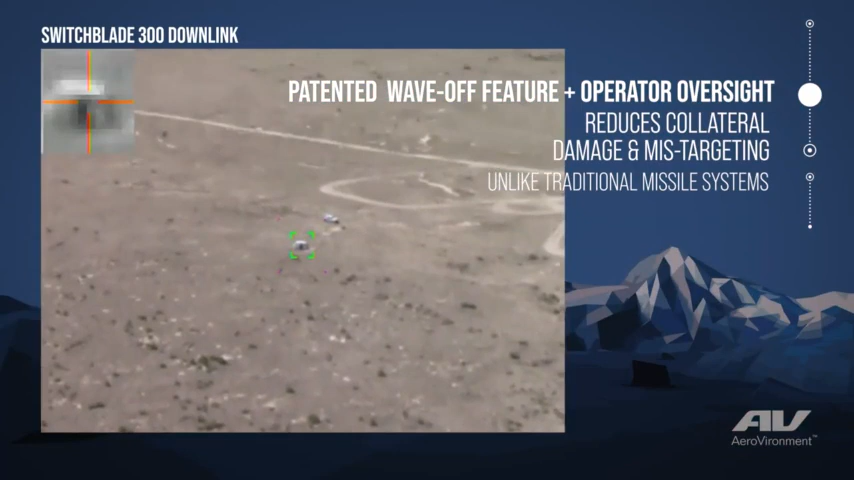 SWITCHBLADE 300 DOWNLINK
PATENTED WAVE-OFF FEATURE + OPERATOR OVERSIGHT
REDUCES COLLATERAL
DAMAGE & MIS-TARGETING
UNLIKE TRADITIONAL MISSILE SYSTEMS
AV
AeroVironment™